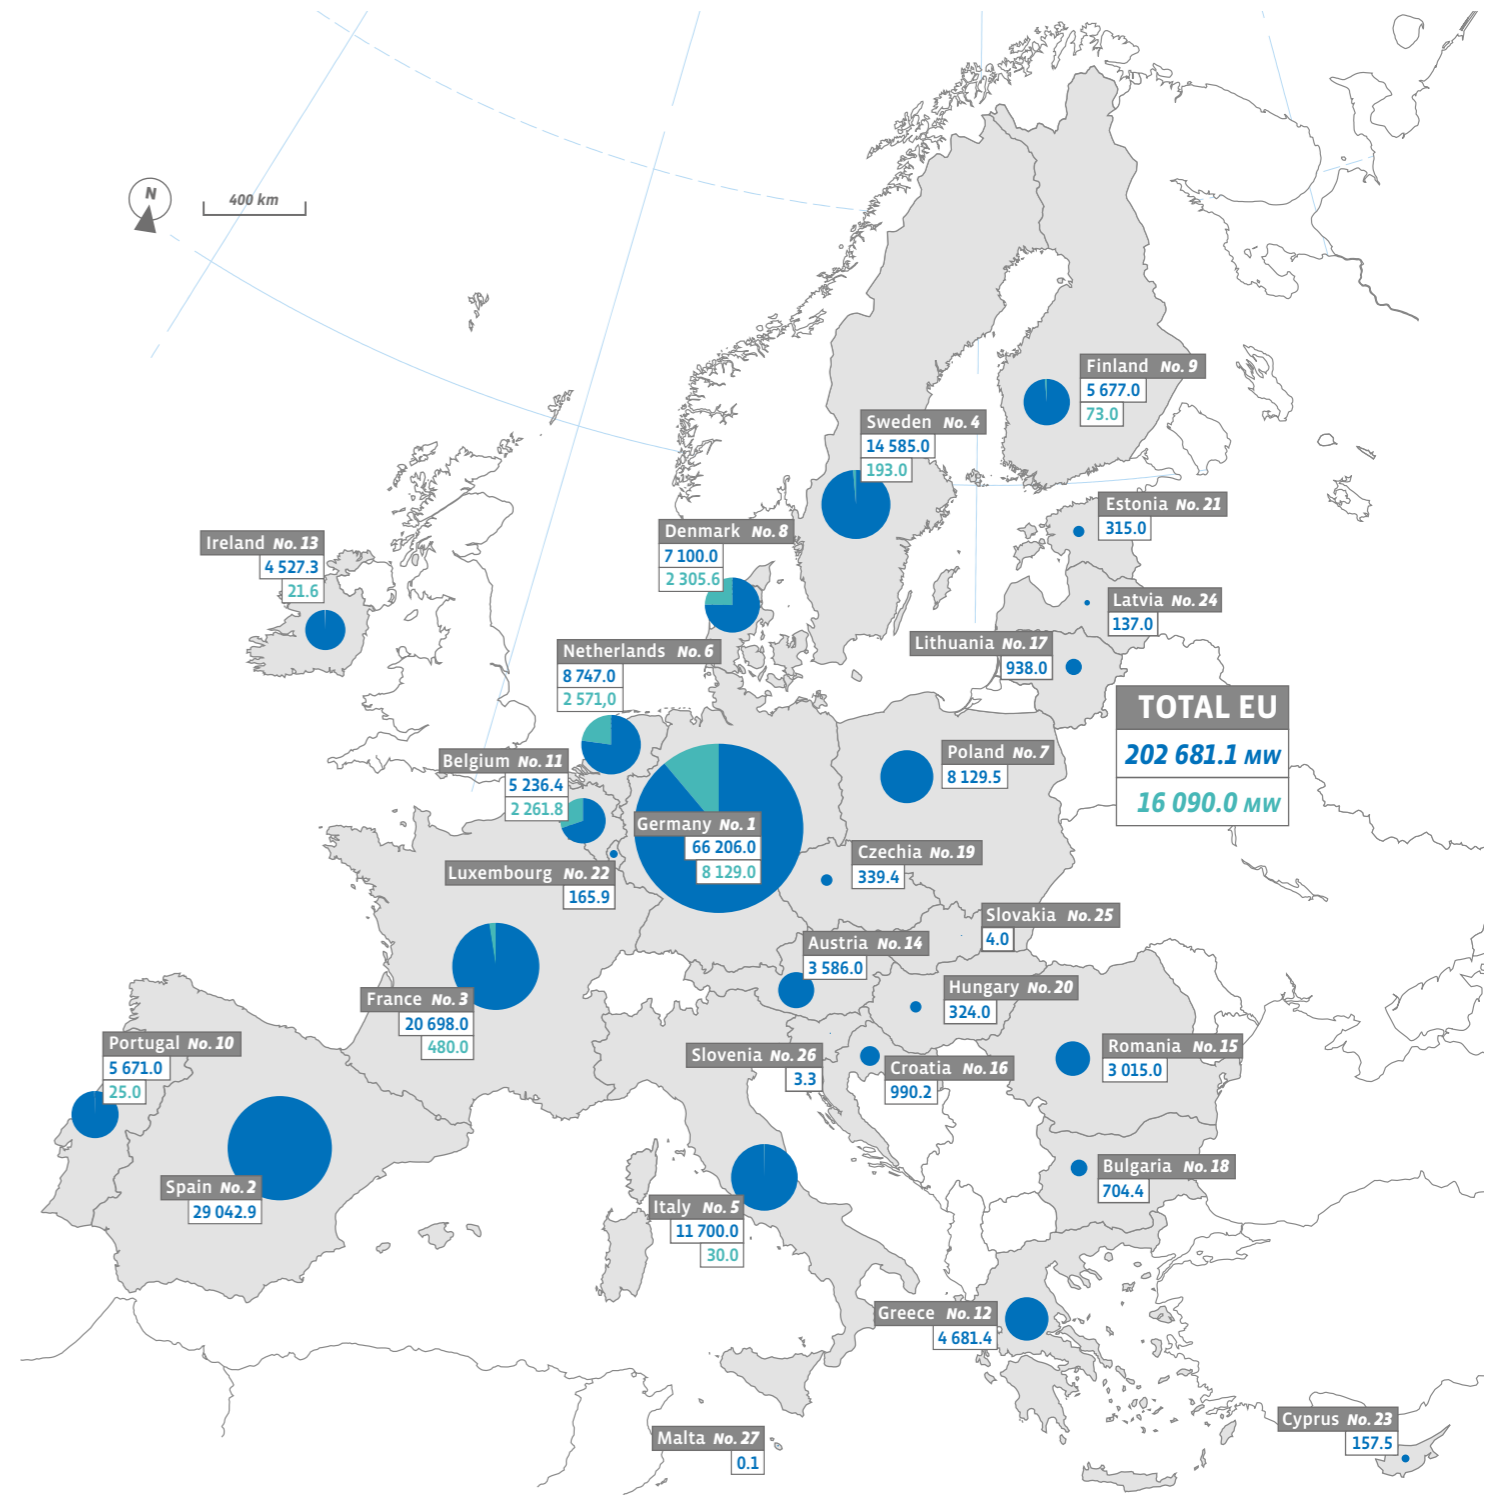 N
400 km
Finland No. 9
5 677.0
73.0
Sweden No. 4
14 585.0
193.0
Estonia No. 21
315.0
Denmark No. 8
7 100.0
2 305.6
Ireland No. 13
4 527.3
21.6
Latvia No. 24
137.0
Lithuania No. 17
938.0
Netherlands No. 6
8 747.0
2 571,0
TOTAL EU
202 681.1 MW
16 090.0 MW
Poland No. 7
8 129.5
Belgium No. 11
5 236.4
2 261.8
Germany No. 1
66 206.0
8 129.0
Czechia No. 19
339.4
Luxembourg No. 22
165.9
Slovakia No. 25
4.0
Austria No. 14
3 586.0
Hungary No. 20
324.0
France No. 3
20 698.0
480.0
Portugal No. 10
5 671.0
25.0
Slovenia No. 26
3.3
Croatia No. 16
990.2
Romania No. 15
3 015.0
Bulgaria No. 18
704.4
Spain No. 2
29 042.9
Italy No. 5
11 700.0
30.0
Greece No. 12
4 681.4
Cyprus No. 23
157.5
Malta No. 27
0.1